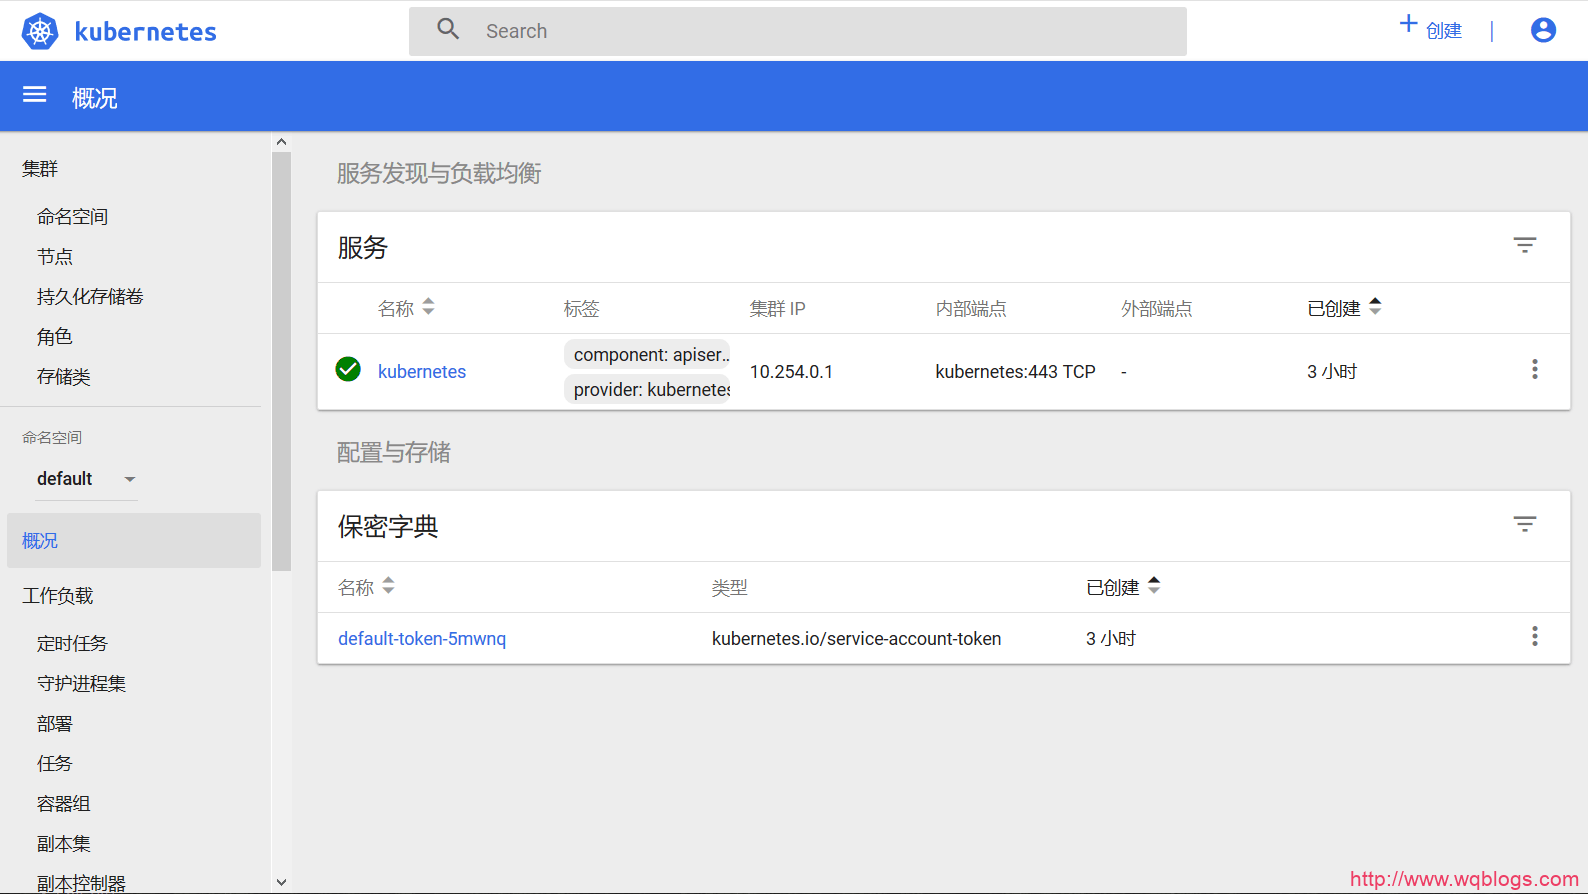 kubernetes
Search
创建
概况
集群
命名空间
节点
持久化存储卷
角色
存储类
命名空间
default
概况
工作负载
定时任务
守护进程集
部署
任务
容器组
副本集
副本控制器
服务发现与负载均衡
服务
名称 标签 集群 IP 内部端点 外部端点 已创建
kubernetes component: apiser... provider: kubernetes 10.254.0.1 kubernetes:443 TCP - 3 小时
配置与存储
保密字典
名称 类型 已创建
default-token-5mwnq kubernetes.io/service-account-token 3 小时
http://www.wqblogs.com